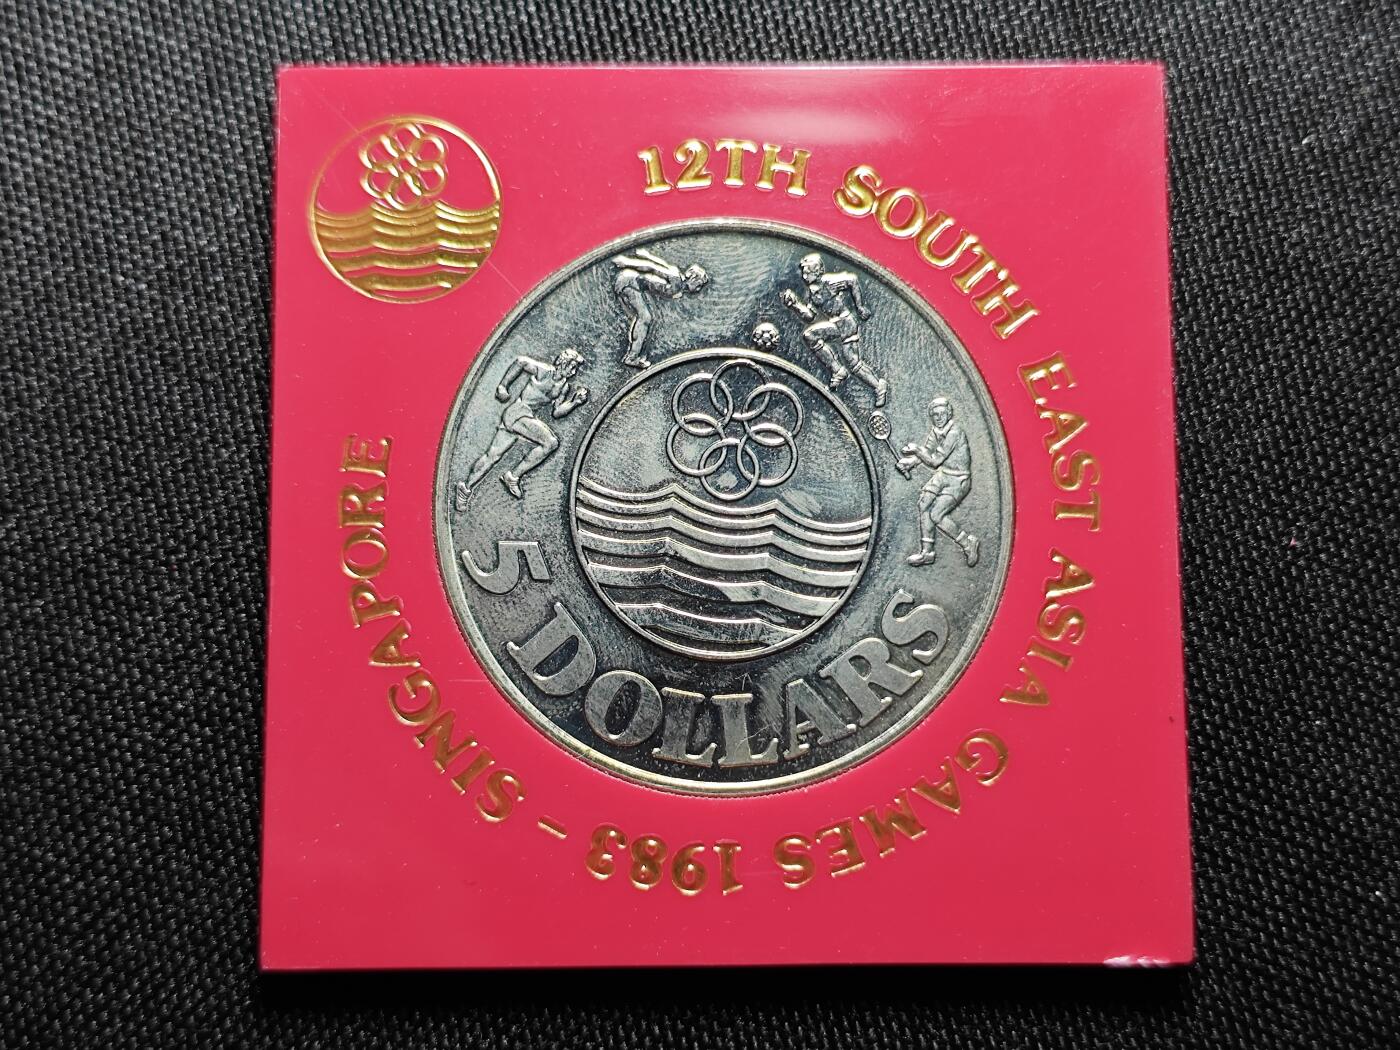 12TH SOUTH EAST ASIA GAMES 1983 - SINGAPORE
5 DOLLARS